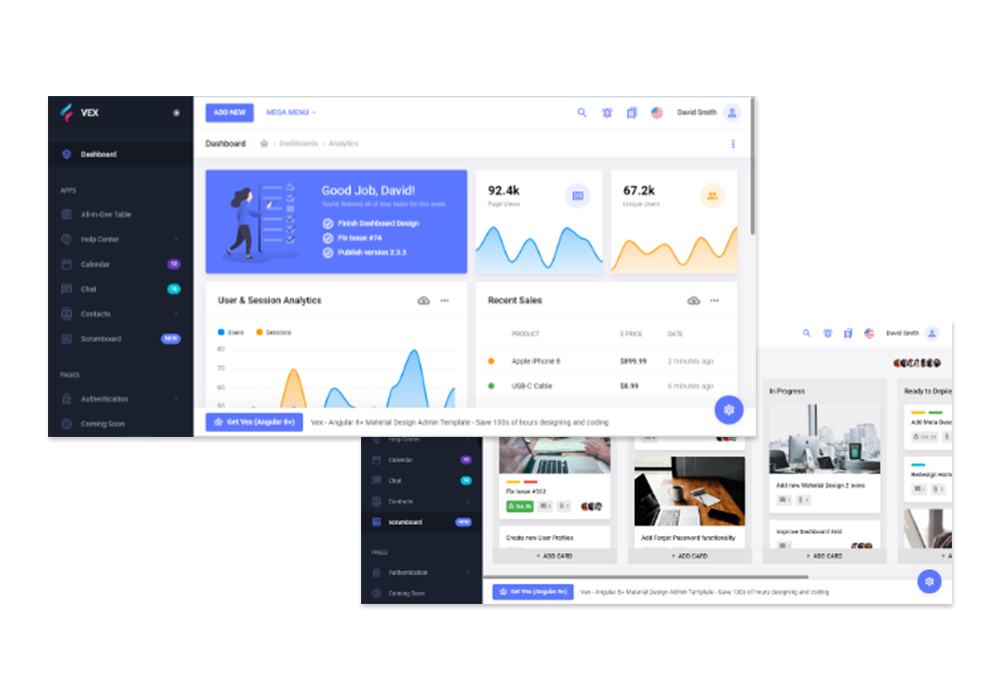 VEX
ADD NEW
MEGA MENU
David Smith
Dashboard
Dashboard
Dashboards
Analytics
APPS
All-In-One Table
Help Center
Calendar
12
Chat
16
Contacts
Scrumboard
NEW
PAGES
Authentication
Coming Soon
Good Job, David!
You've finished all of your tasks for this week.
Finish Dashboard Design
Fix Issue #74
Publish version 2.3.3
92.4k
Page Views
67.2k
Unique Users
User & Session Analytics
Users
Sessions
80
70
60
50
Recent Sales
PRODUCT
$ PRICE
DATE
Apple iPhone 8
$899.99
2 minutes ago
USB-C Cable
$8.99
6 minutes ago
Get Vex (Angular 8+)
Vex - Angular 8+ Material Design Admin Template - Save 100s of hours designing and coding
David Smith
Help Center
Calendar
Chat
Contacts
Scrumboard
NEW
PAGES
Authentication
Coming Soon
Fix Issue #332
Create new User Profiles
+ ADD CARD
Add Forgot Password functionality
+ ADD CARD
In Progress
Add new Material Design 2 Icons
Improve Dashboard Grid
+ ADD CARD
Ready to Deploy
Add Meta
Redesign Home
+ A
Get Vex (Angular 8+)
Vex - Angular 8+ Material Design Admin Template - Save 100s of hours designing and coding